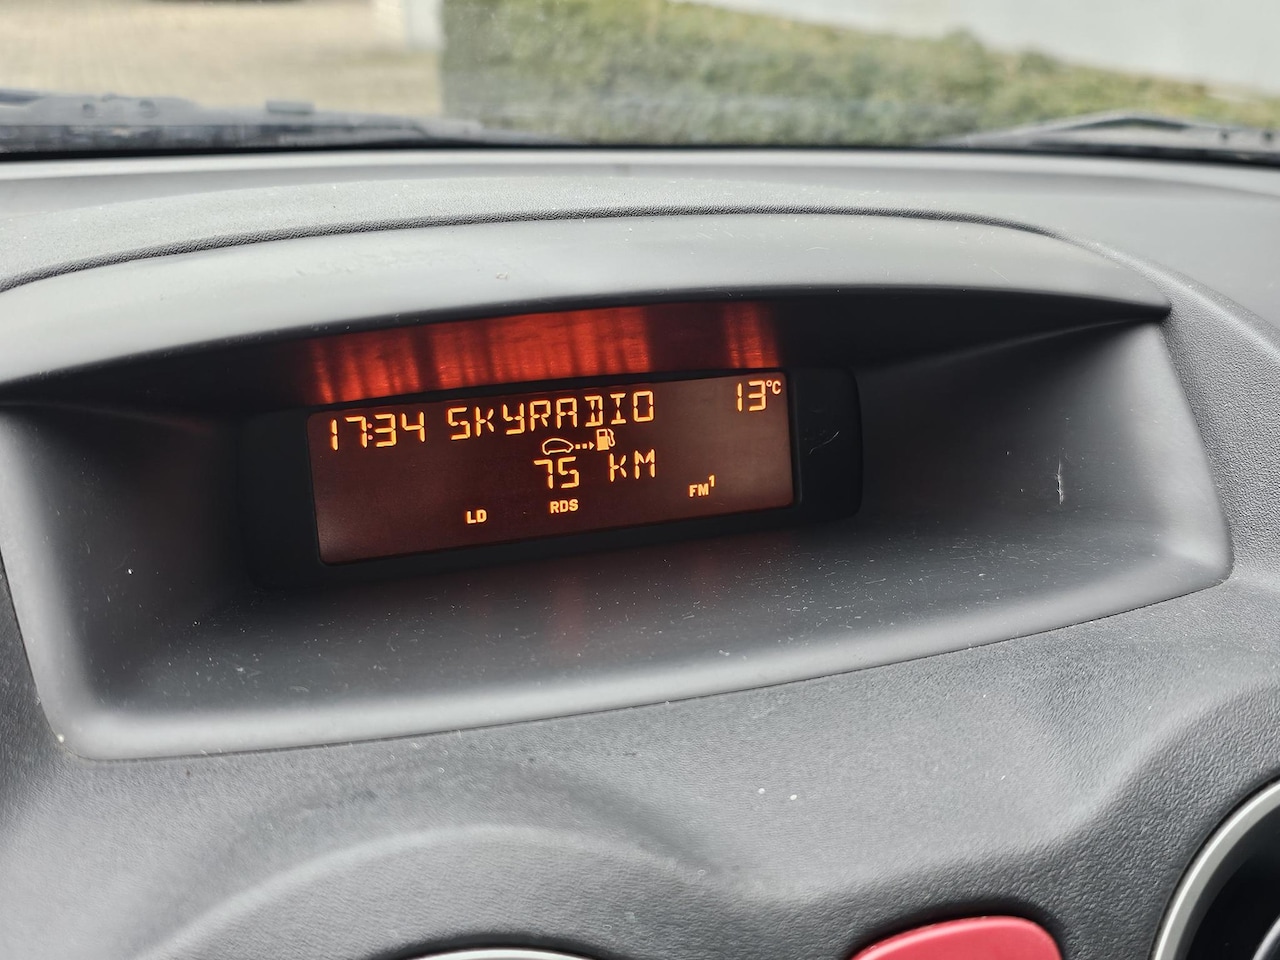 17:34 SKYRADIO 13°C
75 KM
LD RDS FM1